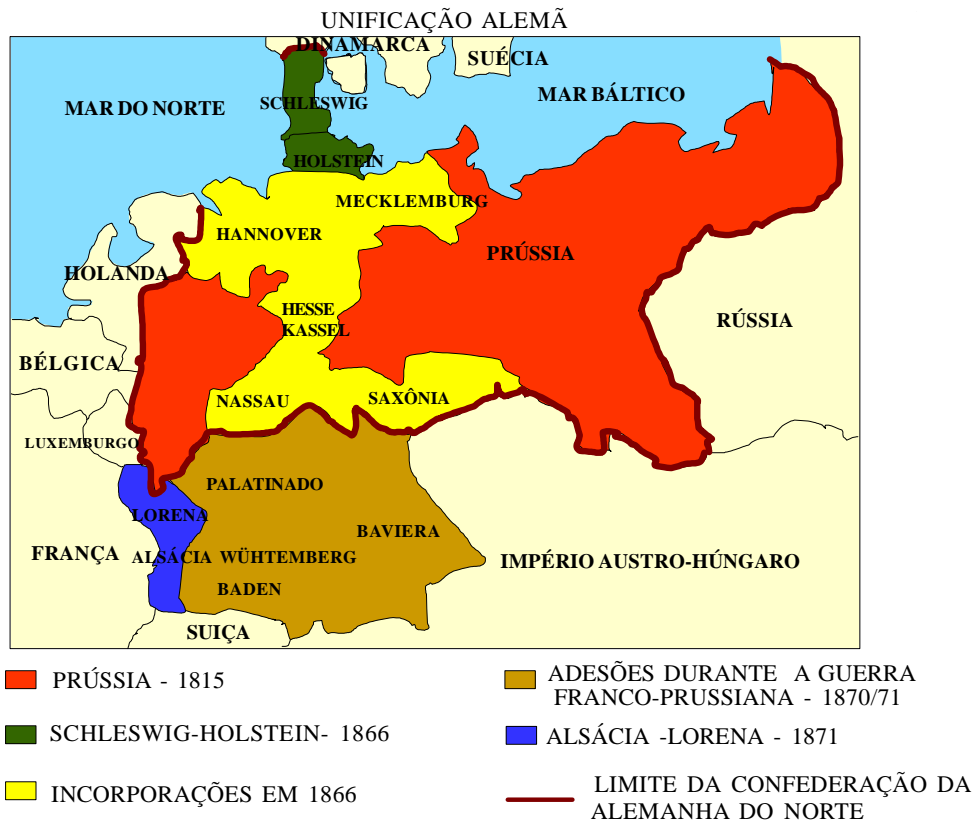 UNIFICAÇÃO ALEMÃ
DINAMARCA
SUÉCIA
MAR DO NORTE
SCHLESWIG
MAR BÁLTICO
HOLSTEIN
MECKLEMBURG
HANNOVER
PRÚSSIA
HOLANDA
HESSE
KASSEL
RÚSSIA
BÉLGICA
NASSAU
SAXÔNIA
LUXEMBURGO
PALATINADO
LORENA
BAVIERA
FRANÇA
ALSÁCIA
WÜHTEMBERG
IMPÉRIO AUSTRO-HÚNGARO
BADEN
SUIÇA
PRÚSSIA - 1815
SCHLESWIG-HOLSTEIN- 1866
INCORPORAÇÕES EM 1866
ADESÕES DURANTE A GUERRA
FRANCO-PRUSSIANA - 1870/71
ALSÁCIA -LORENA - 1871
LIMITE DA CONFEDERAÇÃO DA
ALEMANHA DO NORTE